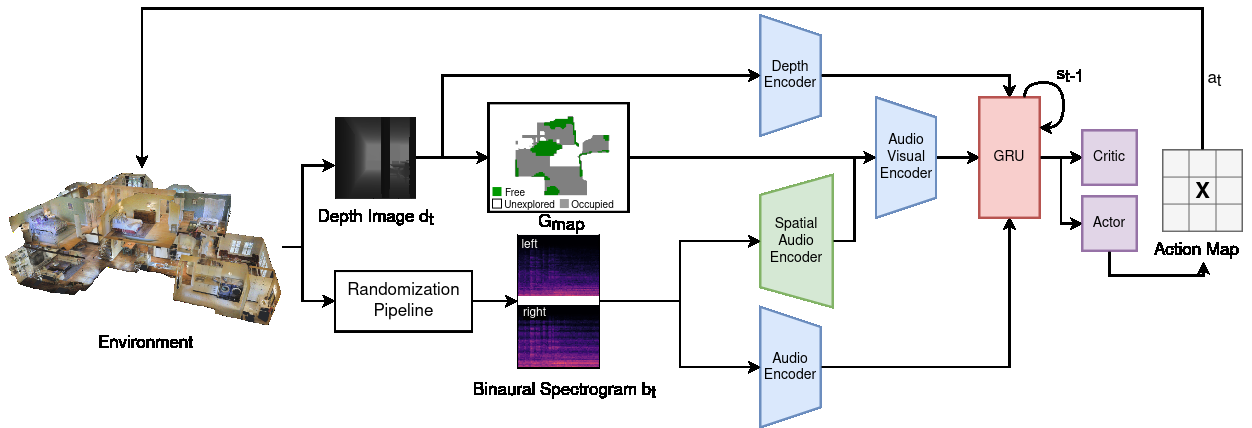 Depth
Encoder
st-1
at
Audio
Visual
Encoder
GRU
Critic
Actor
X
Action Map
Free
Unexplored
Occupied
Depth Image dt
Gmap
Spatial
Audio
Encoder
left
right
Randomization
Pipeline
Environment
Binaural Spectrogram bt
Audio
Encoder